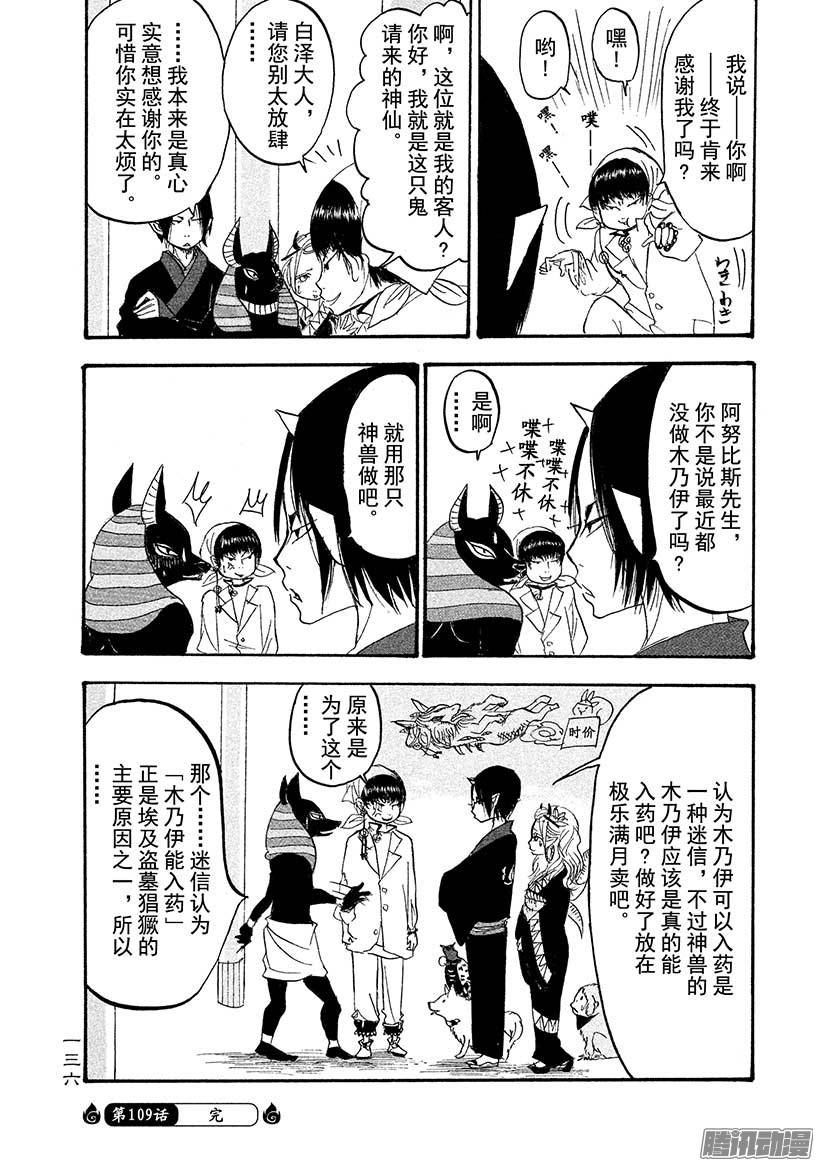 我说——你啊
——终于肯来
感谢我了吗？
嘿！
哟！
噗——
嘿——！
嘿——！
わきわき
啊，这位就是我的客人？
你好，我就是这只鬼
请来的神仙。
白泽大人，
请您别太放肆
……
……我本来是真心
实意想感谢你的。
可惜你实在太烦了。
阿努比斯先生，
你不是说最近都
没做木乃伊了吗？
喋喋不休
喋喋不休
是啊
……
就用那只
神兽做吧。
认为木乃伊可以入药是
一种迷信，不过神兽的
木乃伊应该是真的能
入药吧？做好了放在
极乐满月卖吧。
时价
原来是
为了这个
……
那个……迷信认为
「木乃伊能入药」
正是埃及盗墓猖獗的
主要原因之一，所以
……
一三六
第109话 完
腾讯动漫